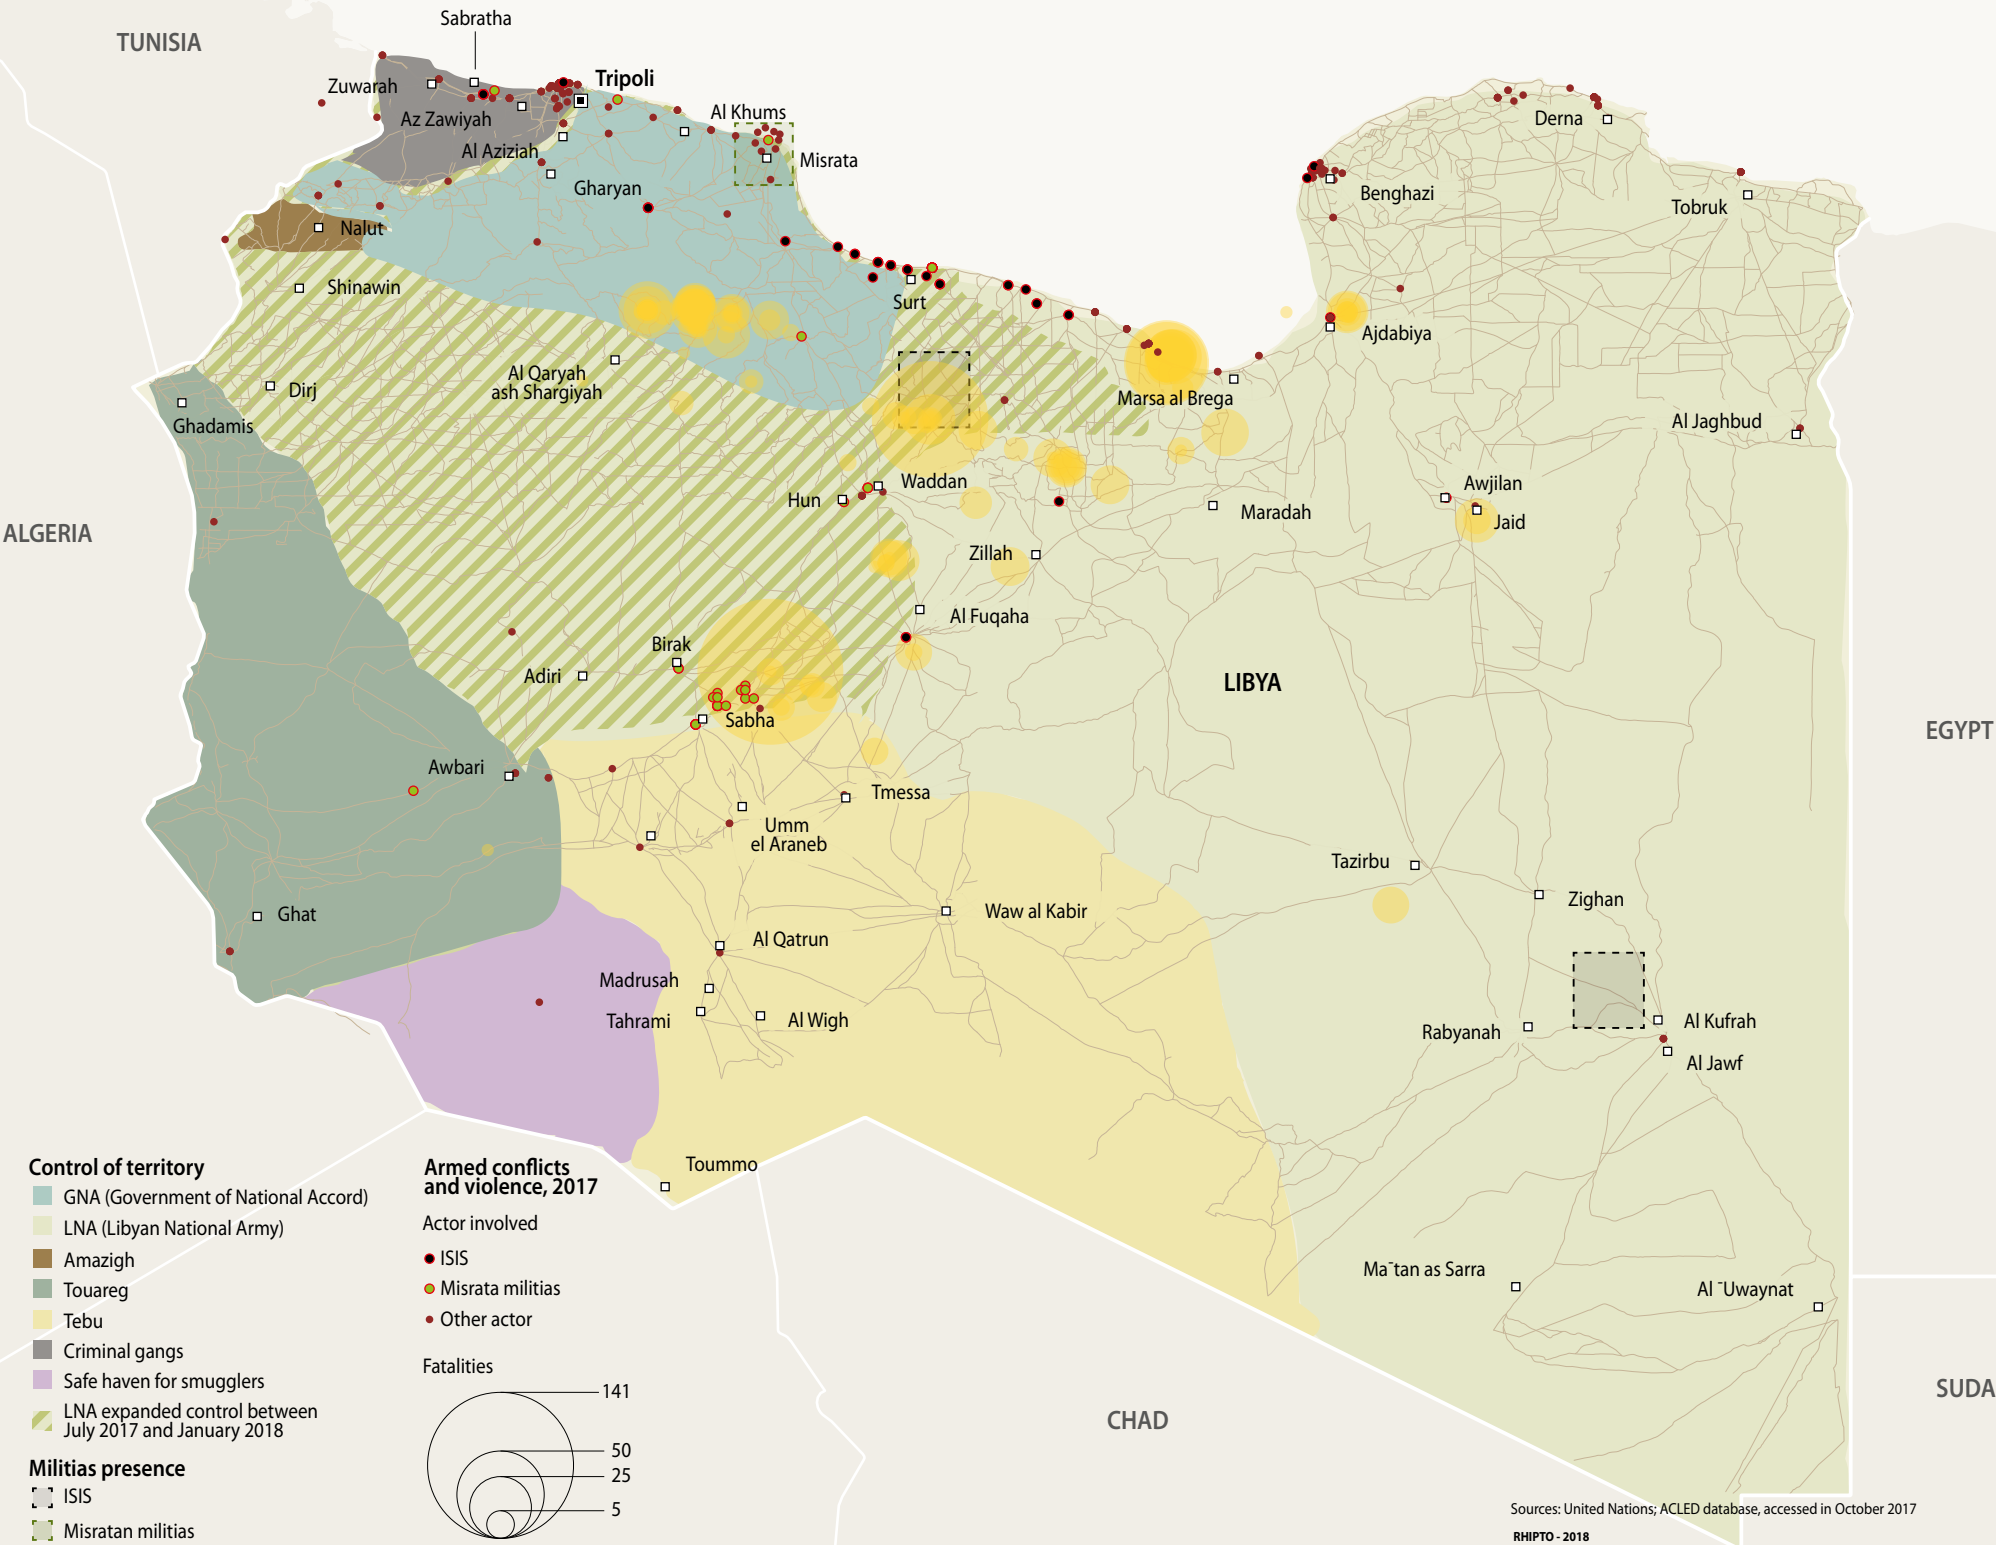 Sabratha
TUNISIA
Tripoli
Zuwarah
Al Khums
Az Zawiyah
Derna
Al Aziziah
Misrata
Gharyan
Benghazi
Tobruk
Nalut
Shinawin
Surt
Ajdabiya
Al Qaryah
ash Shargiyah
Dirj
Marsa al Brega
Ghadamis
Al Jaghbud
Waddan
Awjilan
Hun
Maradah
Jaid
ALGERIA
Zillah
Al Fuqaha
Birak
Adiri
LIBYA
Sabha
EGYPT
Awbari
Tmessa
Umm
el Araneb
Tazirbu
Zighan
Ghat
Waw al Kabir
Al Qatrun
Madrusah
Tahrami
Al Wigh
Rabyanah
Al Kufrah
Al Jawf
Toummo
Ma¯tan as Sarra
Al ¯Uwaynat
SUDA
CHAD
Control of territory
GNA (Government of National Accord)
LNA (Libyan National Army)
Amazigh
Touareg
Tebu
Criminal gangs
Safe haven for smugglers
LNA expanded control between
July 2017 and January 2018
Militias presence
ISIS
Misratan militias
Armed conflicts
and violence, 2017
Actor involved
ISIS
Misrata militias
Other actor
Fatalities
141
50
25
5
Sources: United Nations; ACLED database, accessed in October 2017
RHIPTO - 2018